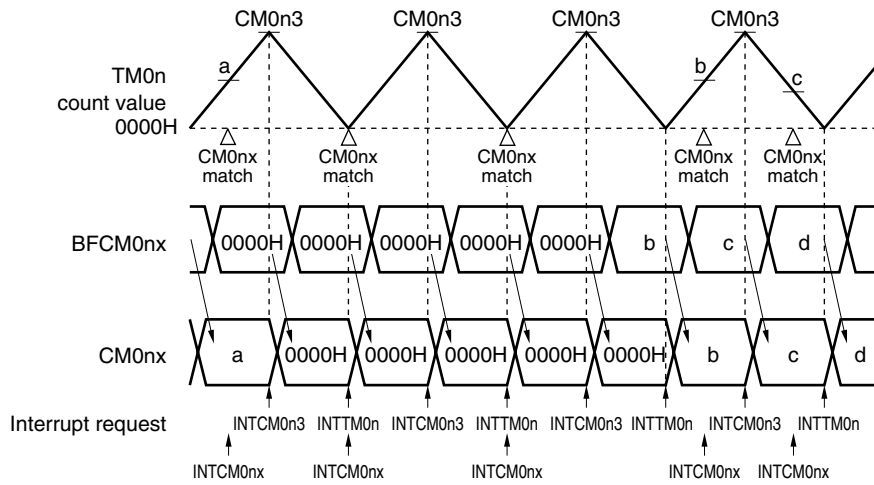 CM0n3 CM0n3 CM0n3 CM0n3
a b
TM0n c
count value
0000H
CM0nx CM0nx CM0nx CM0nx CM0nx
match match match match match
BFCM0nx 0000H 0000H 0000H 0000H 0000H b c d
CM0nx a 0000H 0000H 0000H 0000H 0000H b c d
Interrupt request INTCM0n3 INTTM0n INTCM0n3 INTTM0n INTCM0n3 INTTM0n INTCM0n3 INTTM0n
INTCM0nx INTCM0nx INTCM0nx INTCM0nx INTCM0nx